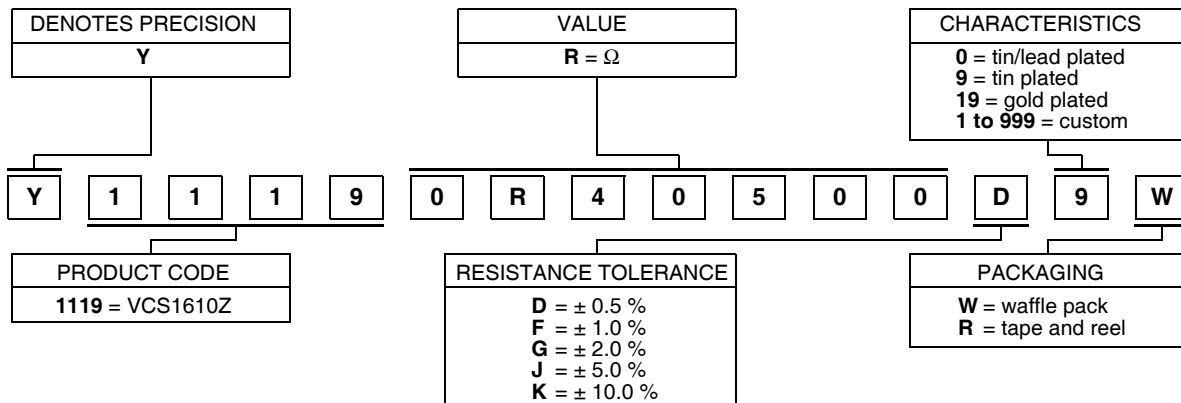 DENOTES PRECISION
Y
VALUE
R = Ω
CHARACTERISTICS
0 = tin/lead plated
9 = tin plated
19 = gold plated
1 to 999 = custom
Y 1 1 1 9 0 R 4 0 5 0 0 D 9 W
PRODUCT CODE
1119 = VCS1610Z
RESISTANCE TOLERANCE
D = ± 0.5 %
F = ± 1.0 %
G = ± 2.0 %
J = ± 5.0 %
K = ± 10.0 %
PACKAGING
W = waffle pack
R = tape and reel